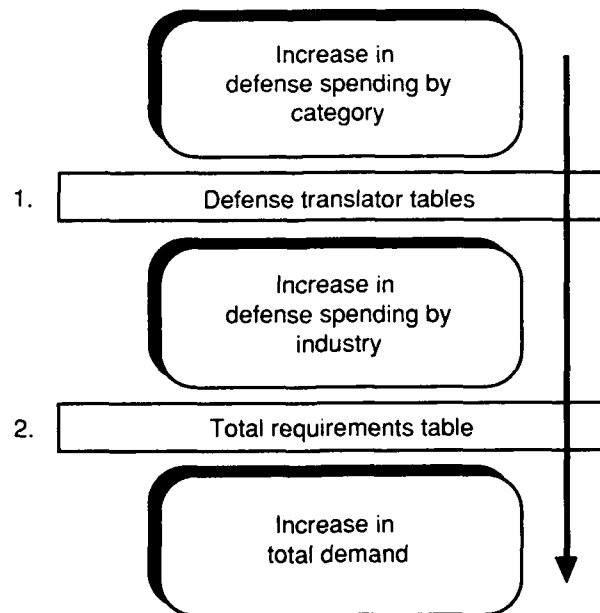 Increase in
defense spending by
category
1. Defense translator tables
Increase in
defense spending by
industry
2. Total requirements table
Increase in
total demand